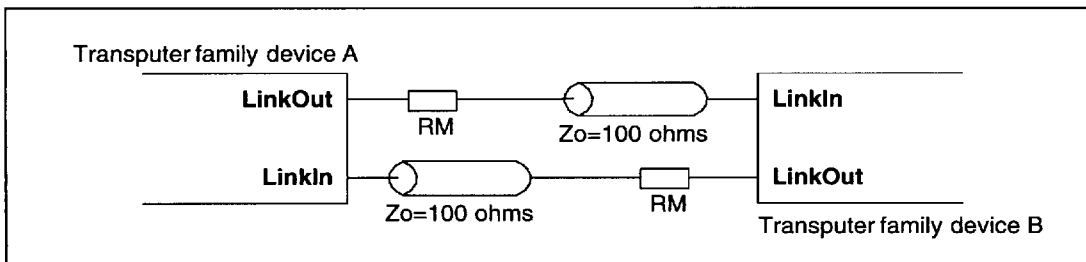 Transputer family device A
LinkOut
LinkIn
RM
Zo=100 ohms
LinkIn
LinkOut
Zo=100 ohms
RM
Transputer family device B